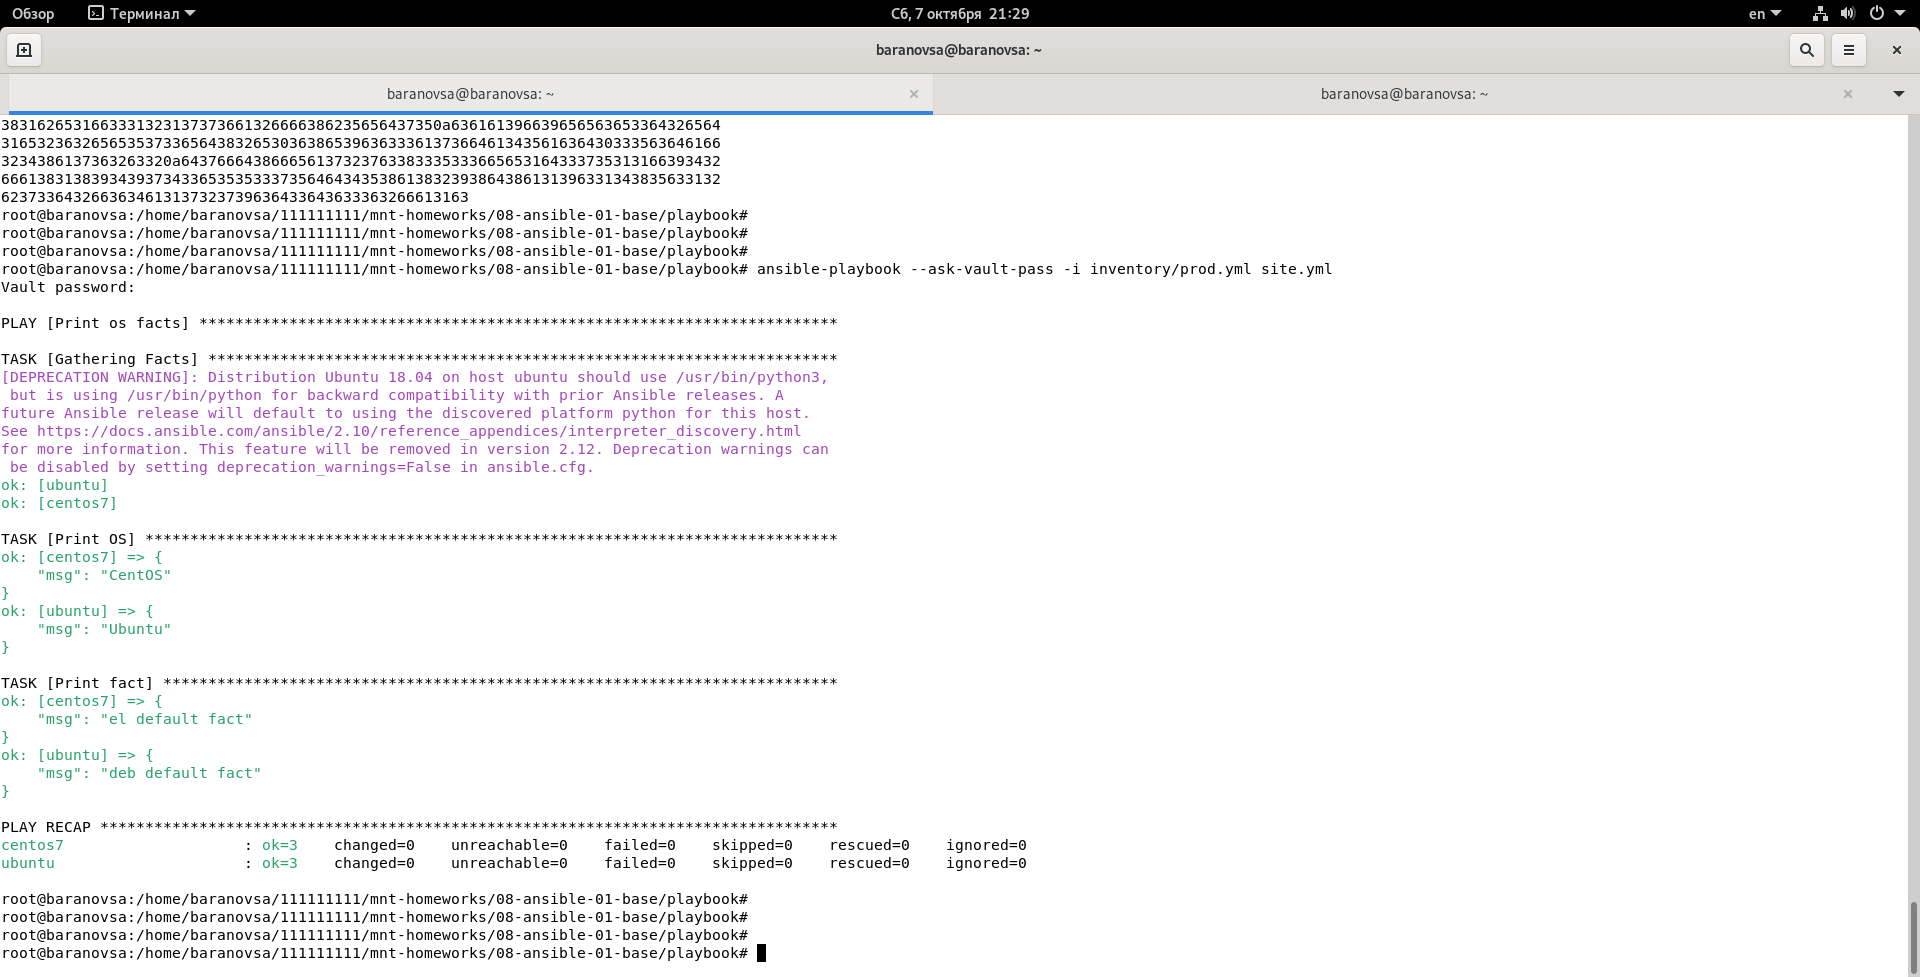 Обзор Терминал Сб, 7 октября 21:29 en
baranovsa@baranovsa: ~
baranovsa@baranovsa: ~ × baranovsa@baranovsa: ~ ×
3831626531663331323137373661326666386235656437350a636161396639656563653364326564
31653236326565353733656438326530363865396363336137366461343561636430333563646166
3234386137363263320a643766643866656137323763383335333665653164333735313166393432
66613831383934393734336535353337356464343538613832393864386131396331343835633132
6237336432663634613137323739636433643633363266613163
root@baranovsa:/home/baranovsa/111111111/mnt-homeworks/08-ansible-01-base/playbook#
root@baranovsa:/home/baranovsa/111111111/mnt-homeworks/08-ansible-01-base/playbook#
root@baranovsa:/home/baranovsa/111111111/mnt-homeworks/08-ansible-01-base/playbook#
root@baranovsa:/home/baranovsa/111111111/mnt-homeworks/08-ansible-01-base/playbook# ansible-playbook --ask-vault-pass -i inventory/prod.yml site.yml
Vault password:
PLAY [Print os facts] ***********************************************************************
TASK [Gathering Facts] **********************************************************************
[DEPRECATION WARNING]: Distribution Ubuntu 18.04 on host ubuntu should use /usr/bin/python3,
but is using /usr/bin/python for backward compatibility with prior Ansible releases. A
future Ansible release will default to using the discovered platform python for this host.
See https://docs.ansible.com/ansible/2.10/reference_appendices/interpreter_discovery.html
for more information. This feature will be removed in version 2.12. Deprecation warnings can
be disabled by setting deprecation_warnings=False in ansible.cfg.
ok: [ubuntu]
ok: [centos7]
TASK [Print OS] *****************************************************************************
ok: [centos7] => {
    "msg": "CentOS"
}
ok: [ubuntu] => {
    "msg": "Ubuntu"
}
TASK [Print fact] ***************************************************************************
ok: [centos7] => {
    "msg": "el default fact"
}
ok: [ubuntu] => {
    "msg": "deb default fact"
}
PLAY RECAP **********************************************************************************
centos7                    : ok=3    changed=0    unreachable=0    failed=0    skipped=0    rescued=0    ignored=0
ubuntu                     : ok=3    changed=0    unreachable=0    failed=0    skipped=0    rescued=0    ignored=0
root@baranovsa:/home/baranovsa/111111111/mnt-homeworks/08-ansible-01-base/playbook#
root@baranovsa:/home/baranovsa/111111111/mnt-homeworks/08-ansible-01-base/playbook#
root@baranovsa:/home/baranovsa/111111111/mnt-homeworks/08-ansible-01-base/playbook#
root@baranovsa:/home/baranovsa/111111111/mnt-homeworks/08-ansible-01-base/playbook#